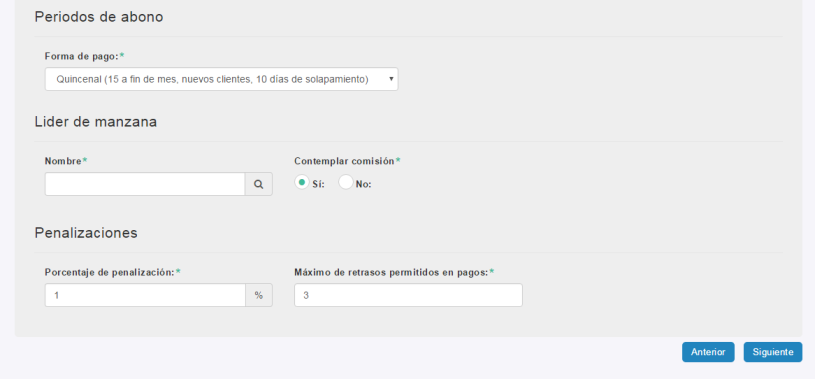 Periodos de abono
Forma de pago:*
Quincenal (15 a fin de mes, nuevos clientes, 10 días de solapamiento)
Lider de manzana
Nombre* Contemplar comisión*
Sí: No:
Penalizaciones
Porcentaje de penalización:* Máximo de retrasos permitidos en pagos:*
1 % 3
Anterior Siguiente